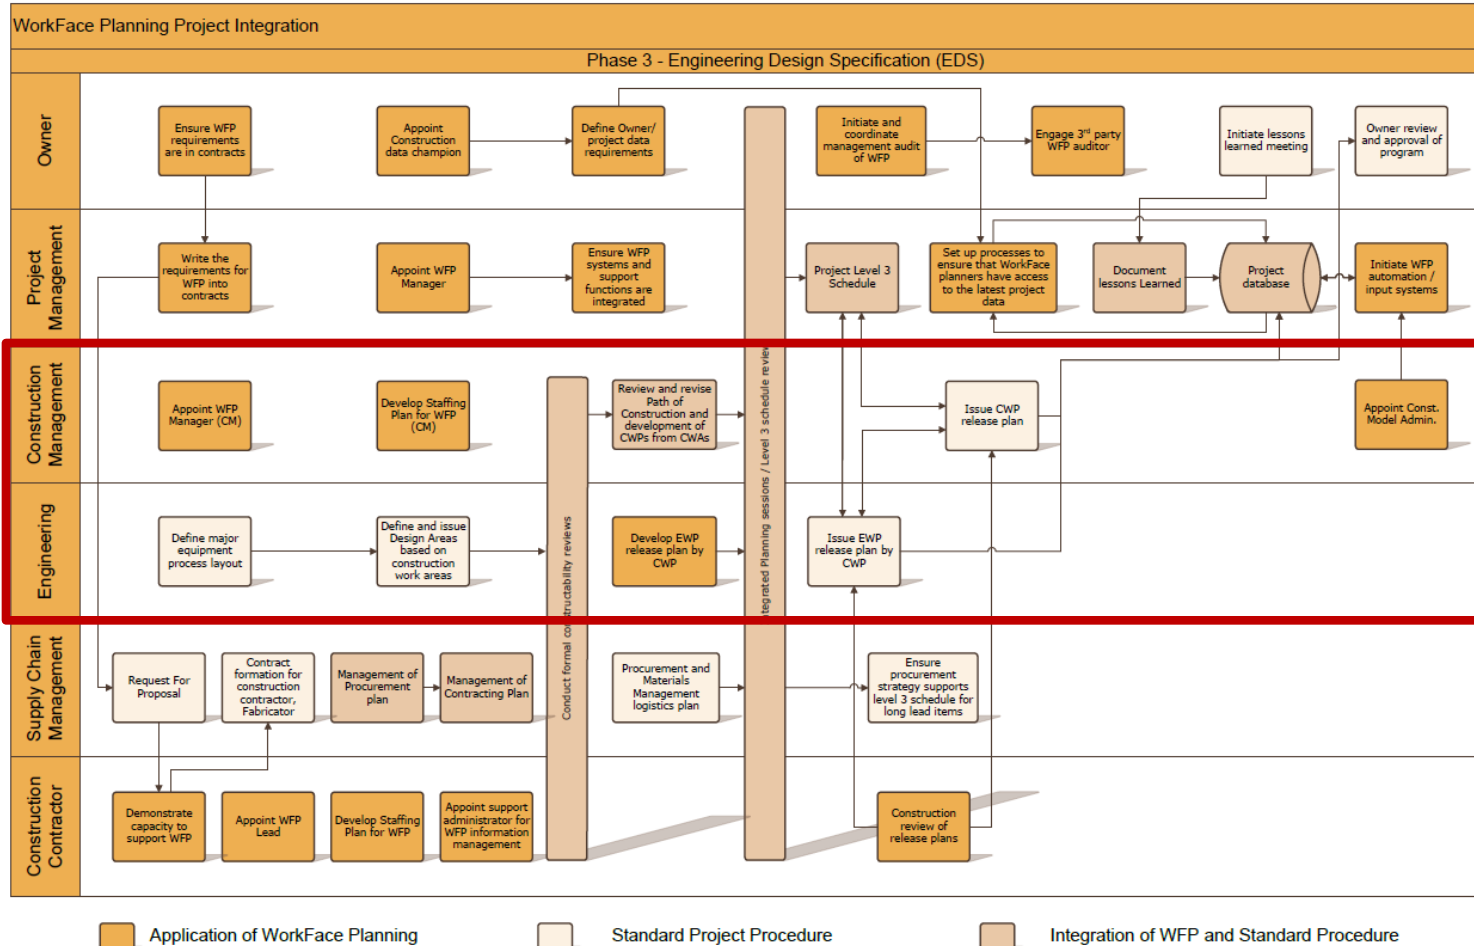 WorkFace Planning Project Integration
Phase 3 - Engineering Design Specification (EDS)
Owner
Ensure WFP
requirements
are in contracts
Appoint
Construction
data champion
Define Owner/
project data
requirements
Initiate and
coordinate
management audit
of WFP
Engage 3rd party
WFP auditor
Initiate lessons
learned meeting
Owner review
and approval of
program
Project
Management
Write the
requirements for
WFP into
contracts
Appoint WFP
Manager
Ensure WFP
systems and
support
functions are
integrated
Project Level 3
Schedule
Set up processes to
ensure that WorkFace
planners have access
to the latest project
data
Document
lessons Learned
Project
database
Initiate WFP
automation /
input systems
Construction
Management
Appoint WFP
Manager (CM)
Develop Staffing
Plan for WFP
(CM)
Review and revise
Path of
Construction and
development of
CWPs from CWAs
Issue CWP
release plan
Appoint Const.
Model Admin.
Engineering
Define major
equipment
process layout
Define and issue
Design Areas
based on
construction
work areas
Conduct formal constructability reviews
Develop EWP
release plan by
CWP
Integrated Planning sessions / Level 3 schedule review
Issue EWP
release plan by
CWP
Supply Chain
Management
Request For
Proposal
Contract
formation for
construction
contractor,
Fabricator
Management of
Procurement
plan
Management of
Contracting Plan
Procurement and
Materials
Management
logistics plan
Ensure
procurement
strategy supports
level 3 schedule for
long lead items
Construction
Contractor
Demonstrate
capacity to
support WFP
Appoint WFP
Lead
Develop Staffing
Plan for WFP
Appoint support
administrator for
WFP information
management
Construction
review of
release plans
Application of WorkFace Planning
Standard Project Procedure
Integration of WFP and Standard Procedure